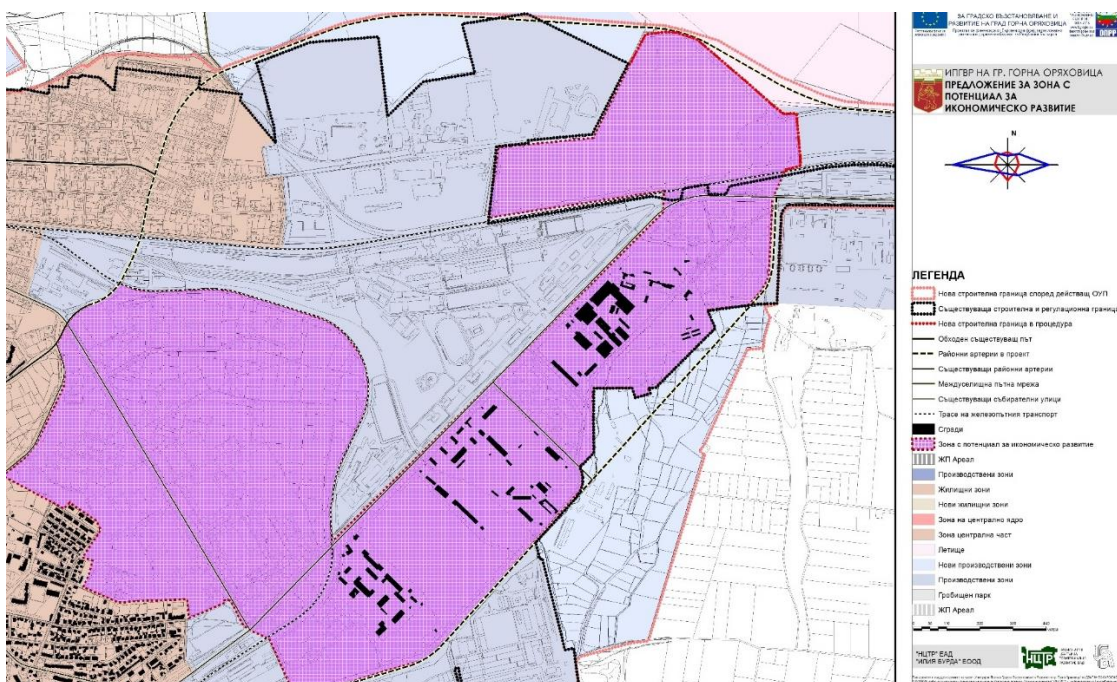 ЗА ГРАДСКО ВЪЗСТАНОВЯВАНЕ И
РАЗВИТИЕ НА ГРАД ГОРНА ОРЯХОВИЦА
ОПРР
ИПГВР НА ГР. ГОРНА ОРЯХОВИЦА
ПРЕДЛОЖЕНИЕ ЗА ЗОНА С
ПОТЕНЦИАЛ ЗА
ИКОНОМИЧЕСКО РАЗВИТИЕ
N
ЛЕГЕНДА
Нова строителна граница според действащ ОУП
Съществуваща строителна и регулационна граница
Нова строителна граница в процедура
Обходен съществуващ път
Районни артерии в проект
Съществуващи районни артерии
Междуселищна пътна мрежа
Съществуващи събирателни улици
Трасе на железопътния транспорт
Сгради
Зона с потенциал за икономическо развитие
ЖП Ареал
Производствени зони
Жилищни зони
Нови жилищни зони
Зона на централно ядро
Зона централна част
Летище
Нови производствени зони
Производствени зони
Гробищен парк
ЖП Ареал
"НЦТР" ЕАД
"ИЛИЯ БУРДА" ЕООД
НЦТР